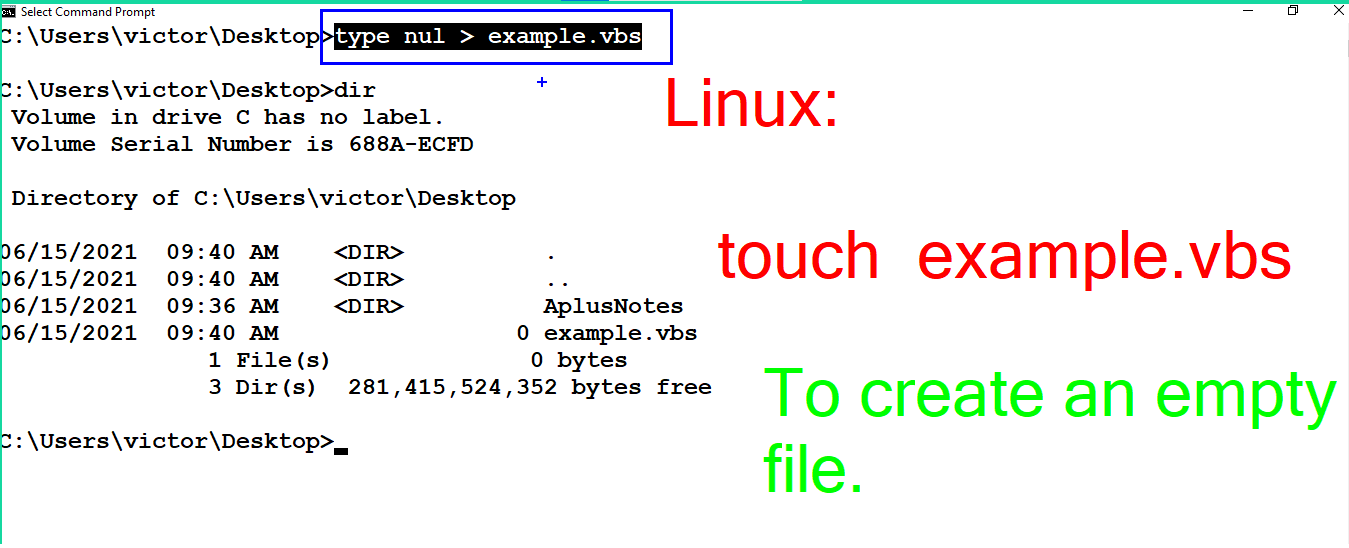 Select Command Prompt
C:\Users\victor\Desktop>type nul > example.vbs
C:\Users\victor\Desktop>dir
Volume in drive C has no label.
Volume Serial Number is 688A-ECFD
Directory of C:\Users\victor\Desktop
06/15/2021  09:40 AM    <DIR>          .
06/15/2021  09:40 AM    <DIR>          ..
06/15/2021  09:36 AM    <DIR>          AplusNotes
06/15/2021  09:40 AM                 0 example.vbs
1 File(s)              0 bytes
3 Dir(s)  281,415,524,352 bytes free
C:\Users\victor\Desktop>
Linux:
touch  example.vbs
To create an empty
file.